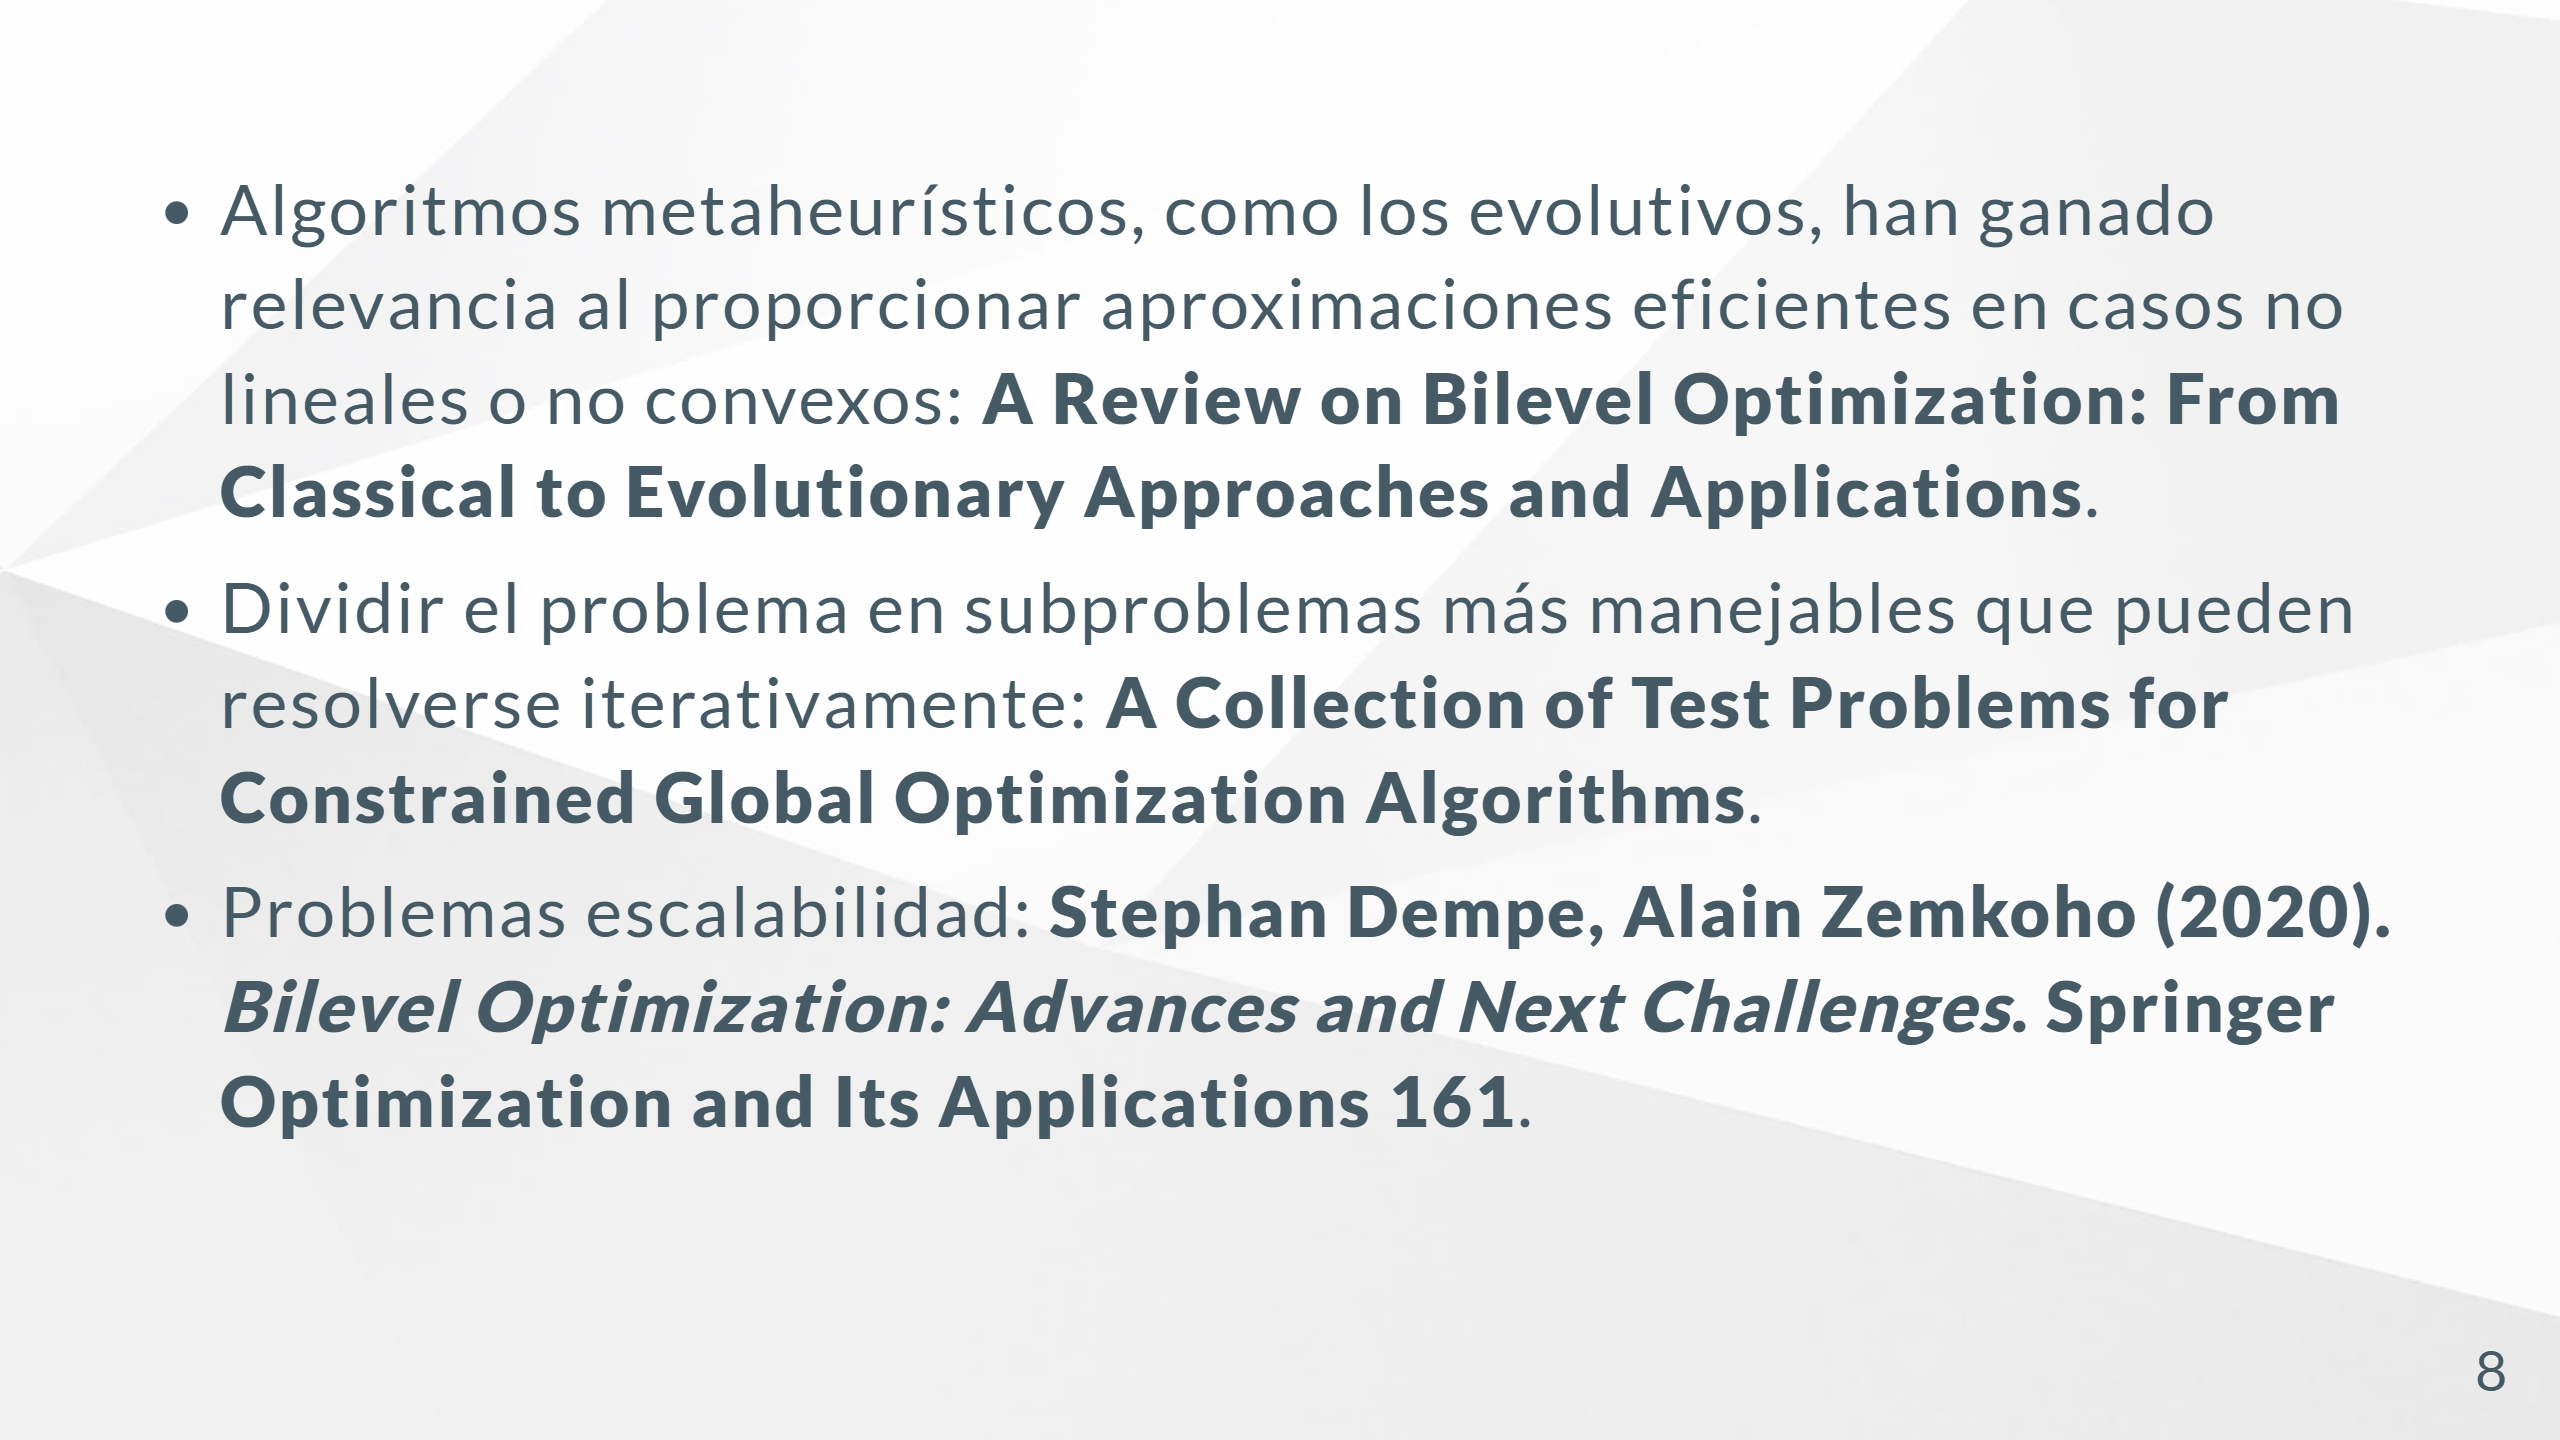 • Algoritmos metaheurísticos, como los evolutivos, han ganado
relevancia al proporcionar aproximaciones eficientes en casos no
lineales o no convexos: A Review on Bilevel Optimization: From
Classical to Evolutionary Approaches and Applications.
• Dividir el problema en subproblemas más manejables que pueden
resolverse iterativamente: A Collection of Test Problems for
Constrained Global Optimization Algorithms.
• Problemas escalabilidad: Stephan Dempe, Alain Zemkoho (2020).
Bilevel Optimization: Advances and Next Challenges. Springer
Optimization and Its Applications 161.
8